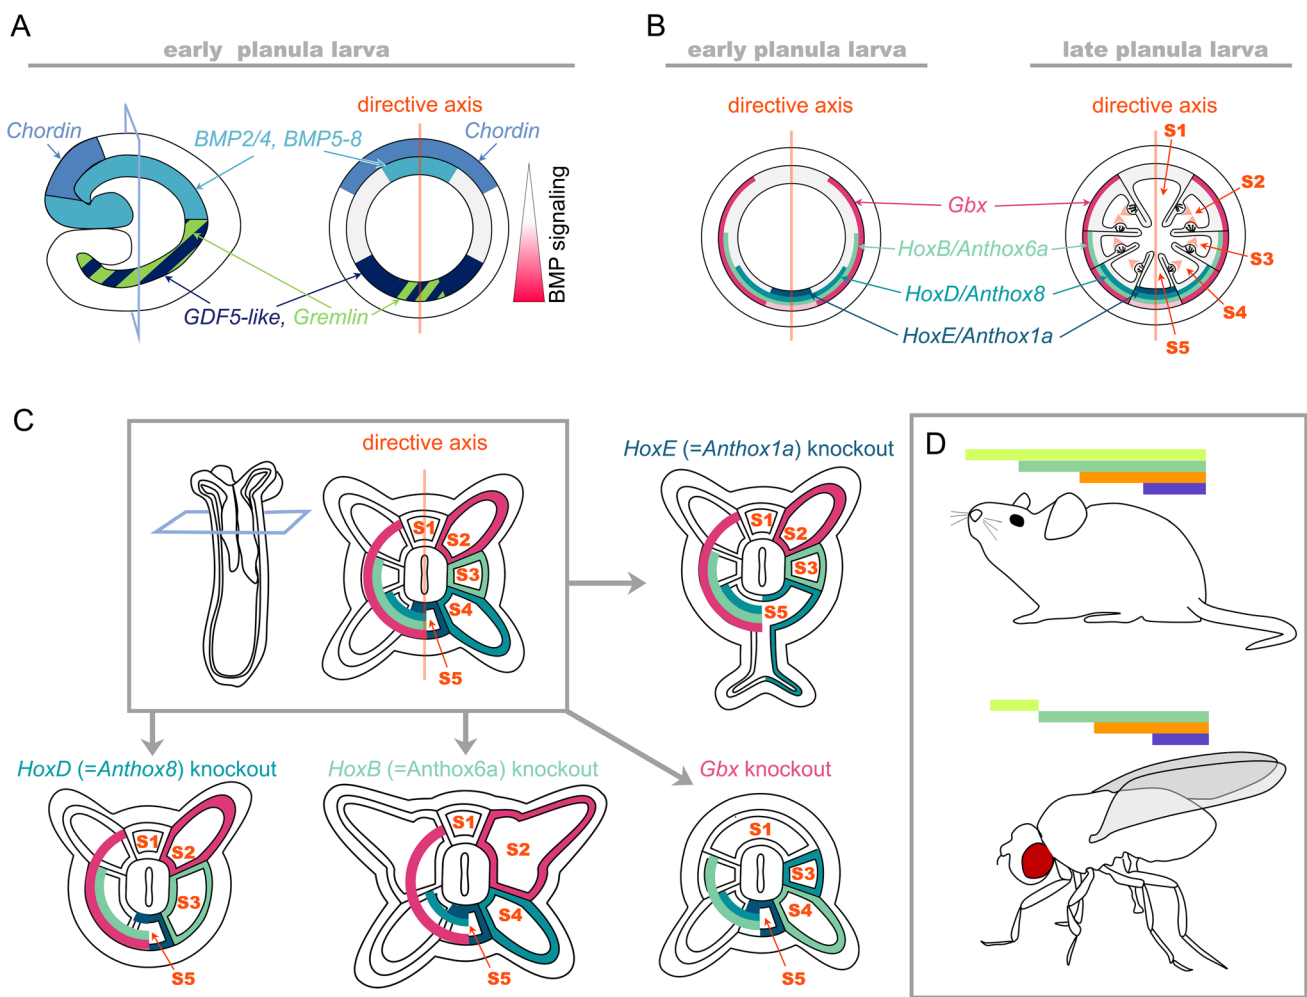 A
early planula larva
directive axis
Chordin
BMP2/4, BMP5-8
Chordin
BMP signaling
GDF5-like, Gremlin
B
early planula larva
late planula larva
directive axis
directive axis
S1
S2
Gbx
HoxB/Anthox6a
S3
HoxD/Anthox8
S4
HoxE/Anthox1a
S5
C
directive axis
S1
S2
S3
S4
S5
HoxE (=Anthox1a) knockout
S1
S2
S3
S5
HoxD (=Anthox8) knockout
S1
S2
S3
S5
HoxB (=Anthox6a) knockout
S1
S2
S4
S5
Gbx knockout
S1
S3
S4
S5
D